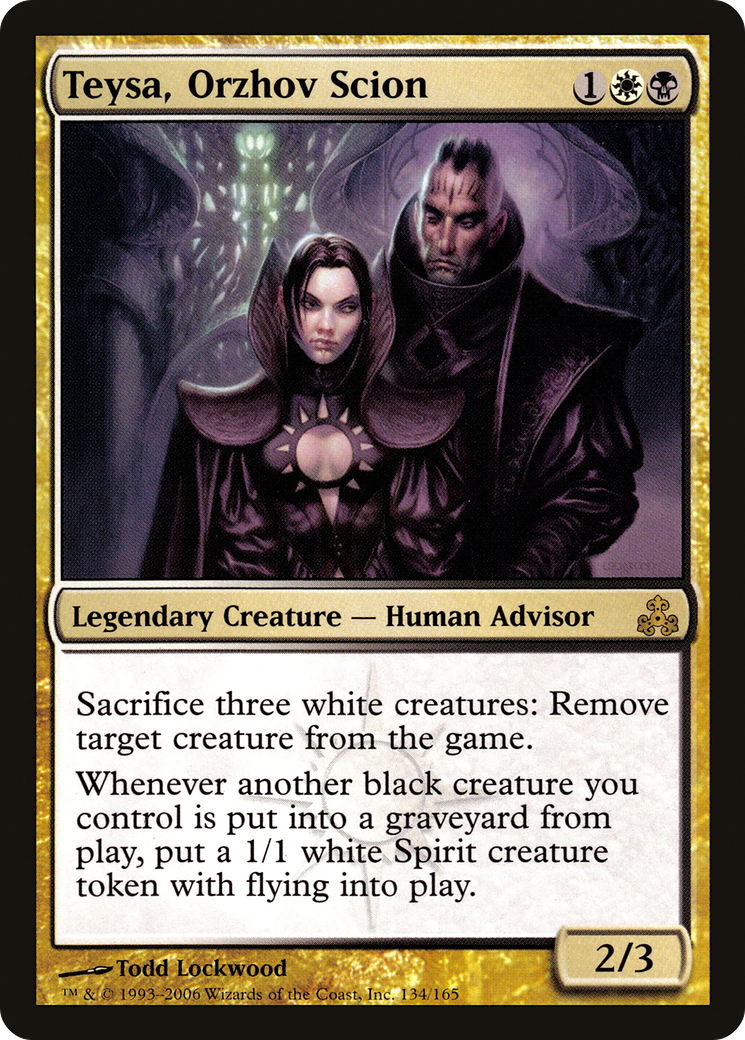 Teysa, Orzhov Scion 1
Legendary Creature — Human Advisor
Sacrifice three white creatures: Remove
target creature from the game.
Whenever another black creature you
control is put into a graveyard from
play, put a 1/1 white Spirit creature
token with flying into play.
2/3
Todd Lockwood
™ & © 1993–2006 Wizards of the Coast, Inc. 134/165